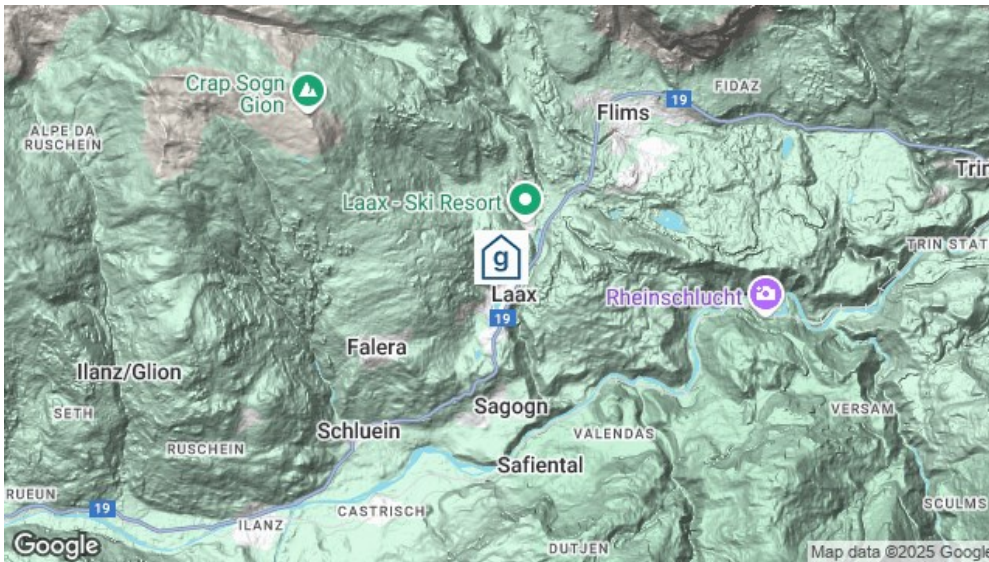 FIDAZ
Crap Sogn
Gion
19
Flims
ALPE DA
RUSCHEIN
Trin
Laax - Ski Resort
TRIN STAT
g
Laax
Rheinschlucht
19
Falera
Ilanz/Glion
SETH
Sagogn
VERSAM
Schluein
VALENDAS
RUSCHEIN
Safiental
RUEUN
19
CASTRISCH
SCULMS
ILANZ
Google
DUTJEN
Map data ©2025 Google